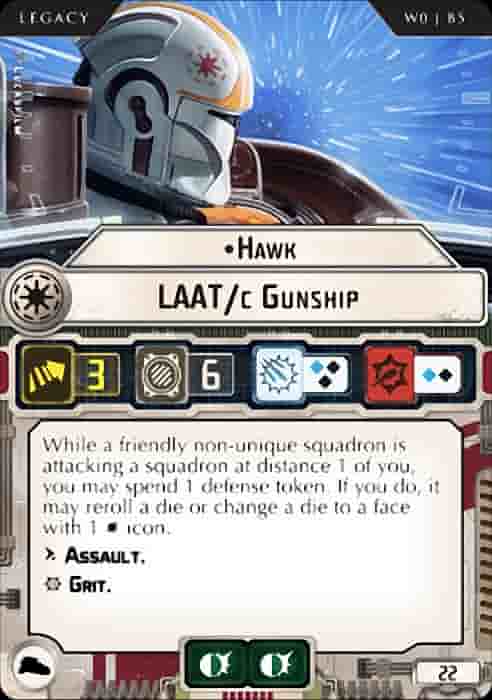 LEGACY
W0 | B5
•HAWK
LAAT/C GUNSHIP
3
6
While a friendly non-unique squadron is
attacking a squadron at distance 1 of you,
you may spend 1 defense token. If you do, it
may reroll a die or change a die to a face
with 1 icon.
ASSAULT.
GRIT.
22